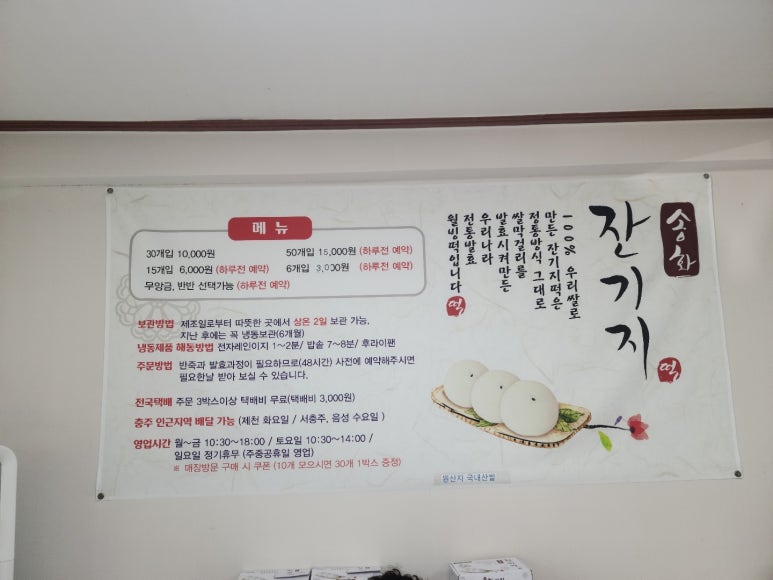 메뉴
30개입 10,000원 50개입 15,000원 (하루전 예약)
15개입 6,000원 (하루전 예약) 6개입 3,000원 (하루전 예약)
무앙금, 반반 선택가능 (하루전 예약)
보관방법 제조일로부터 따뜻한 곳에서 상온 2일 보관 가능,
지난 후에는 꼭 냉동보관(6개월)
냉동제품 해동방법 전자레인지 1~2분/ 밥솥 7~8분/ 후라이팬
주문방법 반죽과 발효과정이 필요하므로(48시간) 사전에 예약해주시면
필요한날 받아 보실 수 있습니다.
전국택배 주문 3박스이상 택배비 무료(택배비 3,000원)
충주 인근지역 배달 가능 (제천 화요일 / 서충주, 음성 수요일 )
영업시간 월~금 10:30~18:00 / 토요일 10:30~14:00 /
일요일 정기휴무 (주중공휴일 영업)
※ 매장방문 구매 시 쿠폰 (10개 모으시면 30개 1박스 증정)
송화
잔기지
떡
100% 우리쌀로
만든 잔기지떡은
전통방식 그대로
쌀막걸리를
발효시켜만든
우리나라
전통발효
웰빙떡입니다
떡
원산지 국내산쌀